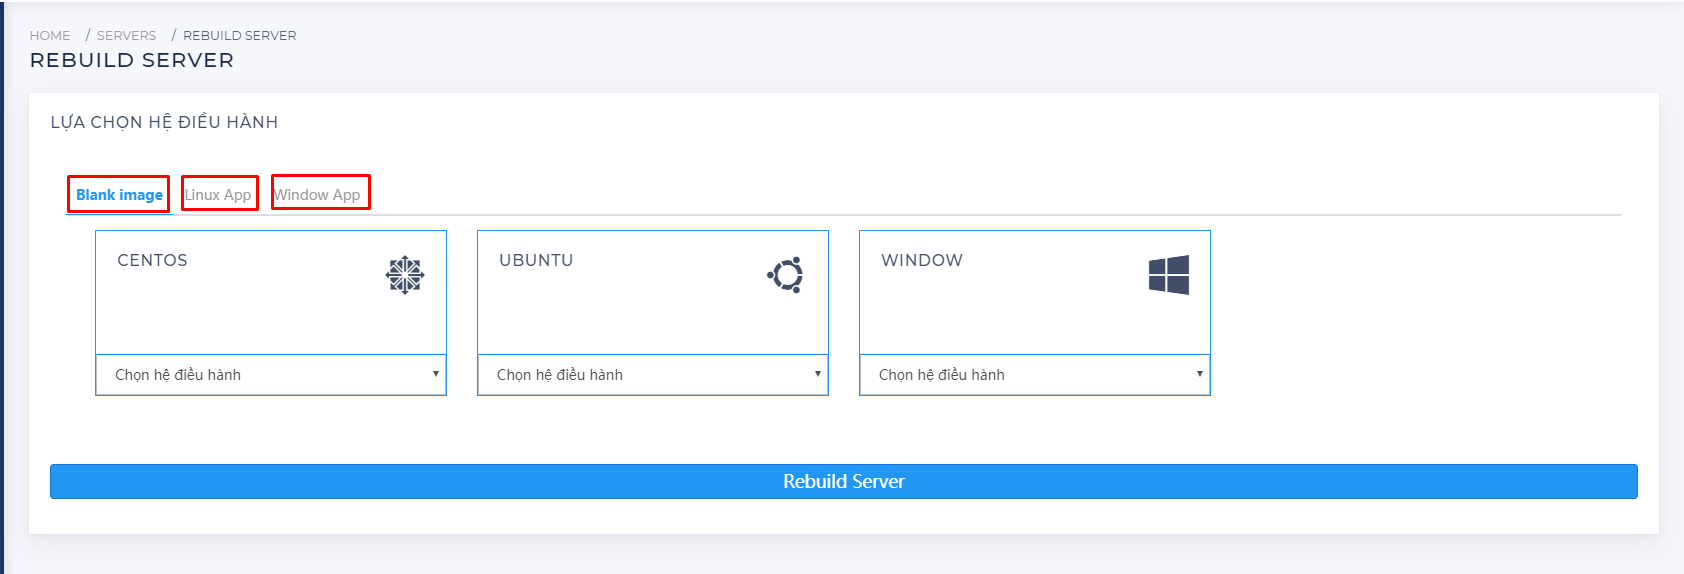 HOME / SERVERS / REBUILD SERVER
REBUILD SERVER
LỰA CHỌN HỆ ĐIỀU HÀNH
Blank image Linux App Window App
CENTOS UBUNTU WINDOW
Chọn hệ điều hành Chọn hệ điều hành Chọn hệ điều hành
Rebuild Server